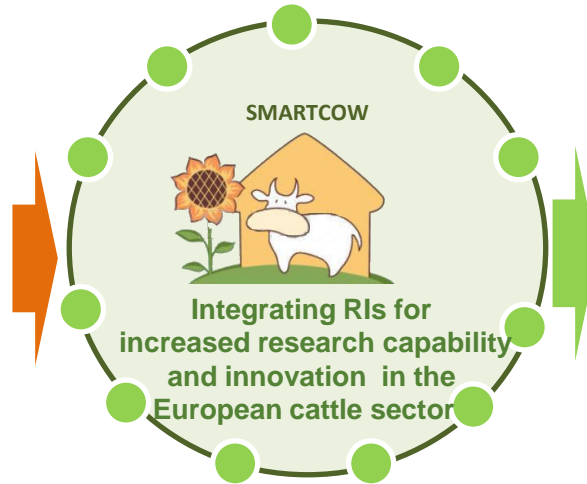 SMARTCOW
Integrating RIs for
increased research capability
and innovation in the
European cattle sector